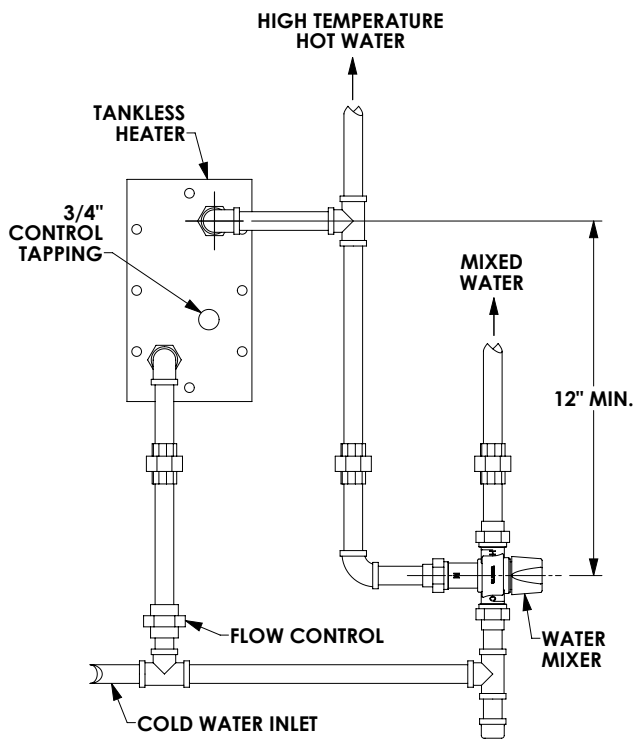 HIGH TEMPERATURE
HOT WATER
TANKLESS
HEATER
3/4"
CONTROL
TAPPING
MIXED
WATER
12" MIN.
FLOW CONTROL
WATER
MIXER
COLD WATER INLET